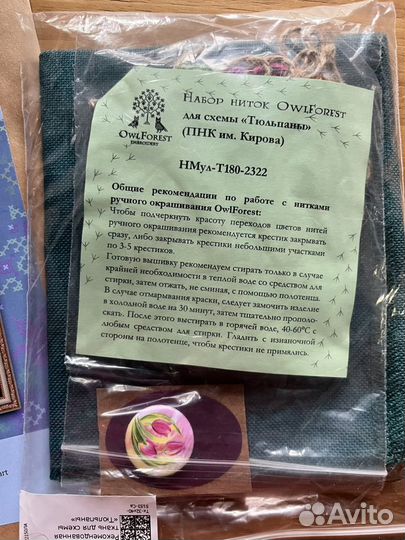 OwlForest
EMBROIDERY
Набор ниток OwlForest
для схемы «Тюльпаны»
(ПНК им. Кирова)
НМул-Т180-2322
Общие рекомендации по работе с нитками
ручного окрашивания OwlForest:
Чтобы подчеркнуть красоту переходов цветов нитей
ручного окрашивания рекомендуется крестик закрывать
сразу, либо закрывать крестики небольшими участками
по 3-5 крестиков.
Готовую вышивку рекомендуем стирать только в случае
крайней необходимости в теплой воде со средством для
стирки, затем отжать, не сминая, с помощью полотенца.
В случае отмарывания краски, следует замочить изделие
в холодной воде на 30 минут, затем тщательно прополо-
скать. После этого выстирать в горячей воде, 40-60°С с
любым средством для стирки. Гладить с изнаночной
стороны на полотенце, чтобы крестики не примялись.
Рекомендованная
ткань для схемы
«Тюльпаны»
Avito